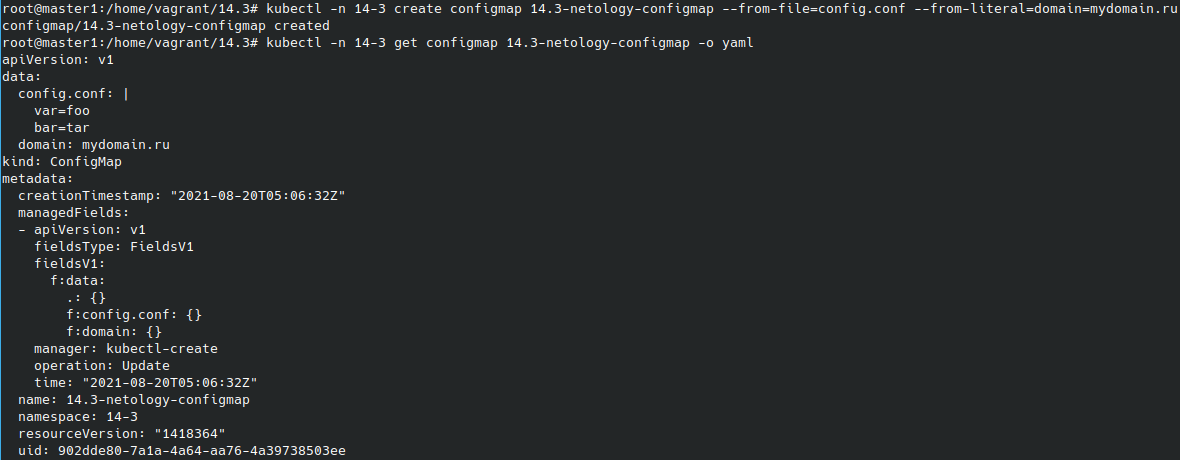 root@master1:/home/vagrant/14.3# kubectl -n 14-3 create configmap 14.3-netology-configmap --from-file=config.conf --from-literal=domain=mydomain.ru
configmap/14.3-netology-configmap created
root@master1:/home/vagrant/14.3# kubectl -n 14-3 get configmap 14.3-netology-configmap -o yaml
apiVersion: v1
data:
  config.conf: |
    var=foo
    bar=tar
  domain: mydomain.ru
kind: ConfigMap
metadata:
  creationTimestamp: "2021-08-20T05:06:32Z"
  managedFields:
  - apiVersion: v1
    fieldsType: FieldsV1
    fieldsV1:
      f:data:
        .: {}
        f:config.conf: {}
        f:domain: {}
    manager: kubectl-create
    operation: Update
    time: "2021-08-20T05:06:32Z"
  name: 14.3-netology-configmap
  namespace: 14-3
  resourceVersion: "1418364"
  uid: 902dde80-7a1a-4a64-aa76-4a39738503ee